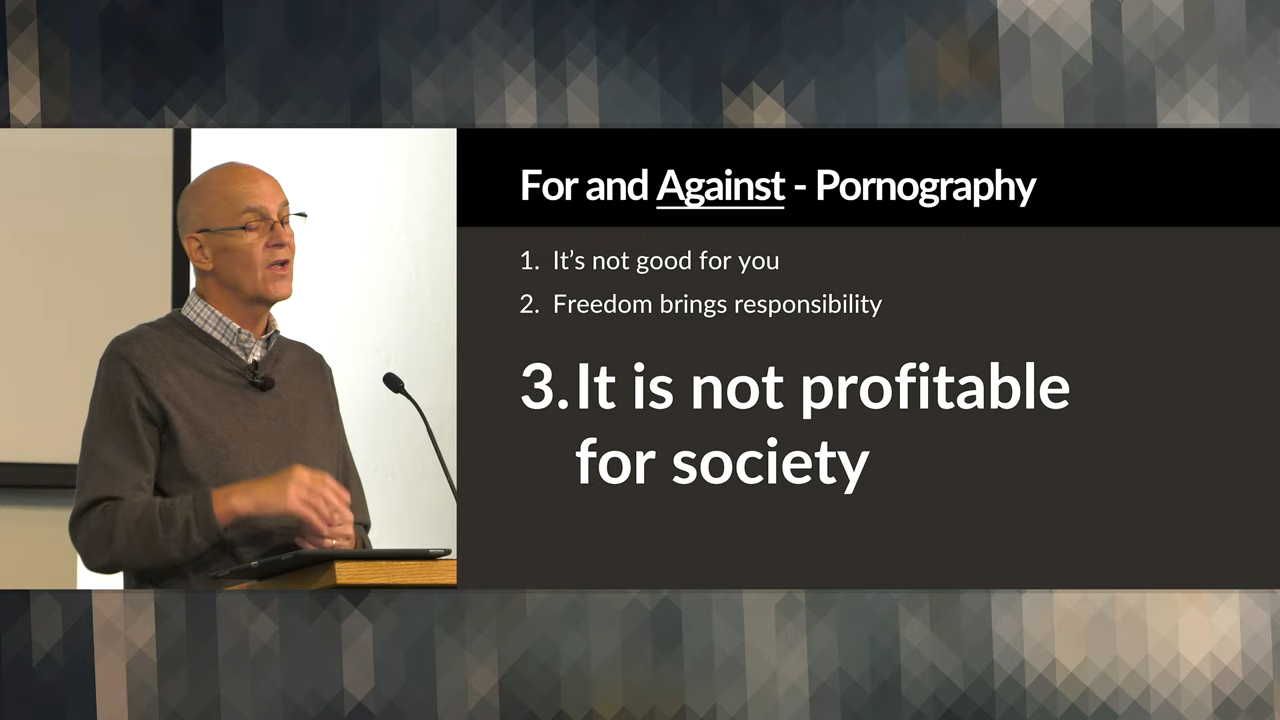 For and Against - Pornography
1. It’s not good for you
2. Freedom brings responsibility
3. It is not profitable
for society